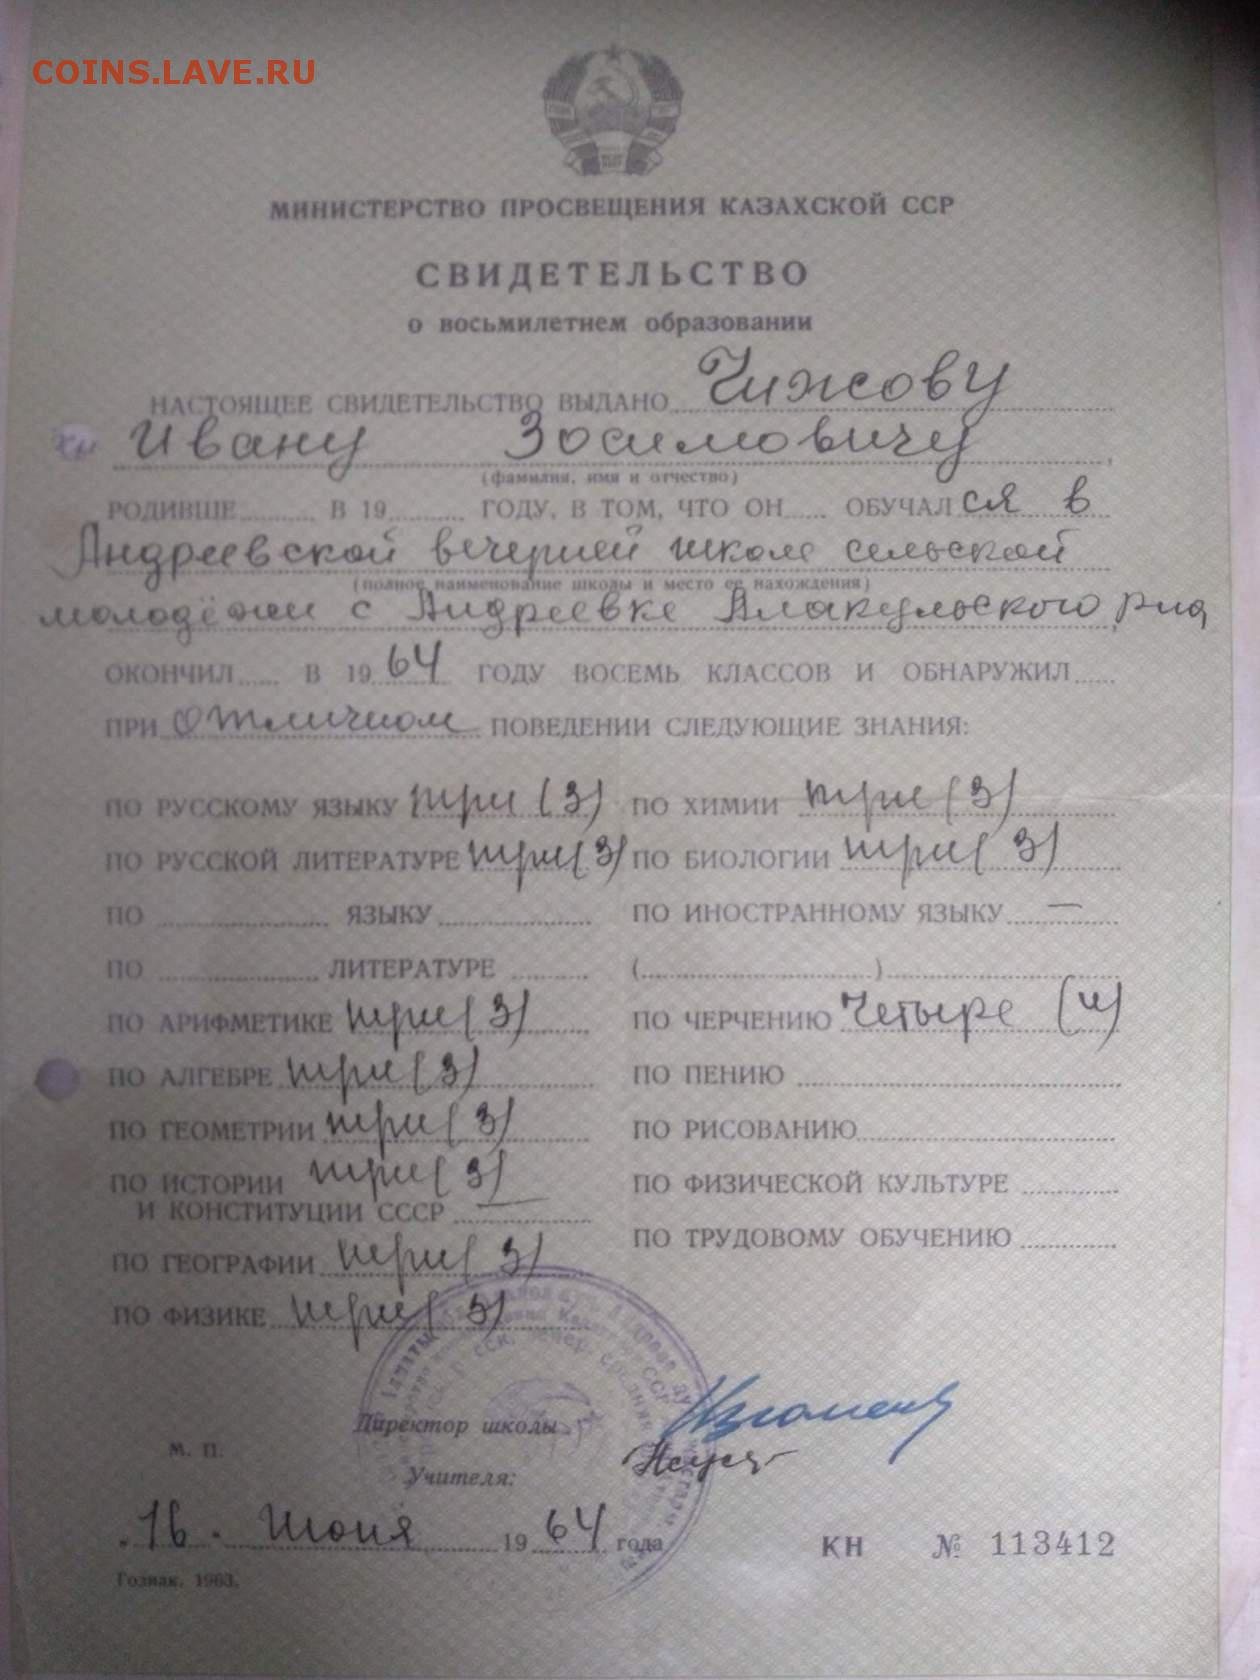 COINS.LAVE.RU
МИНИСТЕРСТВО ПРОСВЕЩЕНИЯ КАЗАХСКОЙ ССР
СВИДЕТЕЛЬСТВО
о восьмилетнем образовании
НАСТОЯЩЕЕ СВИДЕТЕЛЬСТВО ВЫДАНО Чижову
Ивану Зосимовичу,
(фамилия, имя и отчество)
РОДИВШЕ В 19 ГОДУ, В ТОМ, ЧТО ОН ОБУЧАЛ ся в
Андреевской вечерней школе сельской
(полное наименование школы и место ее нахождения)
молодёжи с Андреевке Алакульского р-на,
ОКОНЧИЛ В 19 64 ГОДУ ВОСЕМЬ КЛАССОВ И ОБНАРУЖИЛ
ПРИ отличном ПОВЕДЕНИИ СЛЕДУЮЩИЕ ЗНАНИЯ:
ПО РУССКОМУ ЯЗЫКУ три (3)
ПО РУССКОЙ ЛИТЕРАТУРЕ три (3)
ПО ЯЗЫКУ
ПО ЛИТЕРАТУРЕ
ПО АРИФМЕТИКЕ три (3)
ПО АЛГЕБРЕ три (3)
ПО ГЕОМЕТРИИ три (3)
ПО ИСТОРИИ три (3)
И КОНСТИТУЦИИ СССР —
ПО ГЕОГРАФИИ три (3)
ПО ФИЗИКЕ три (3)
ПО ХИМИИ три (3)
ПО БИОЛОГИИ три (3)
ПО ИНОСТРАННОМУ ЯЗЫКУ —
( )
ПО ЧЕРЧЕНИЮ Четыре (4)
ПО ПЕНИЮ
ПО РИСОВАНИЮ
ПО ФИЗИЧЕСКОЙ КУЛЬТУРЕ
ПО ТРУДОВОМУ ОБУЧЕНИЮ
Директор школы
М. П.
Учителя:
„16" Июня 19 64 года
КН № 113412
Гознак. 1963.